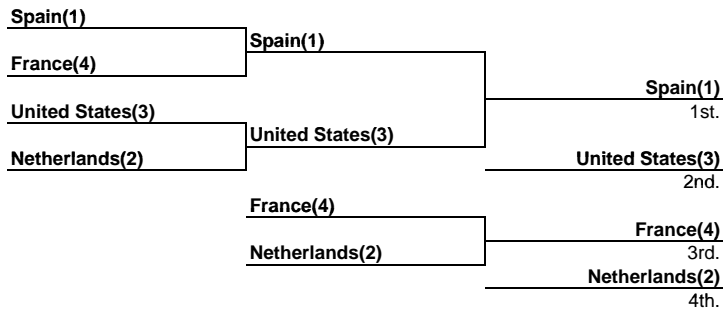 Spain(1)
Spain(1)
France(4)
Spain(1)
1st.
United States(3)
United States(3)
Netherlands(2)
United States(3)
2nd.
France(4)
France(4)
3rd.
Netherlands(2)
Netherlands(2)
4th.